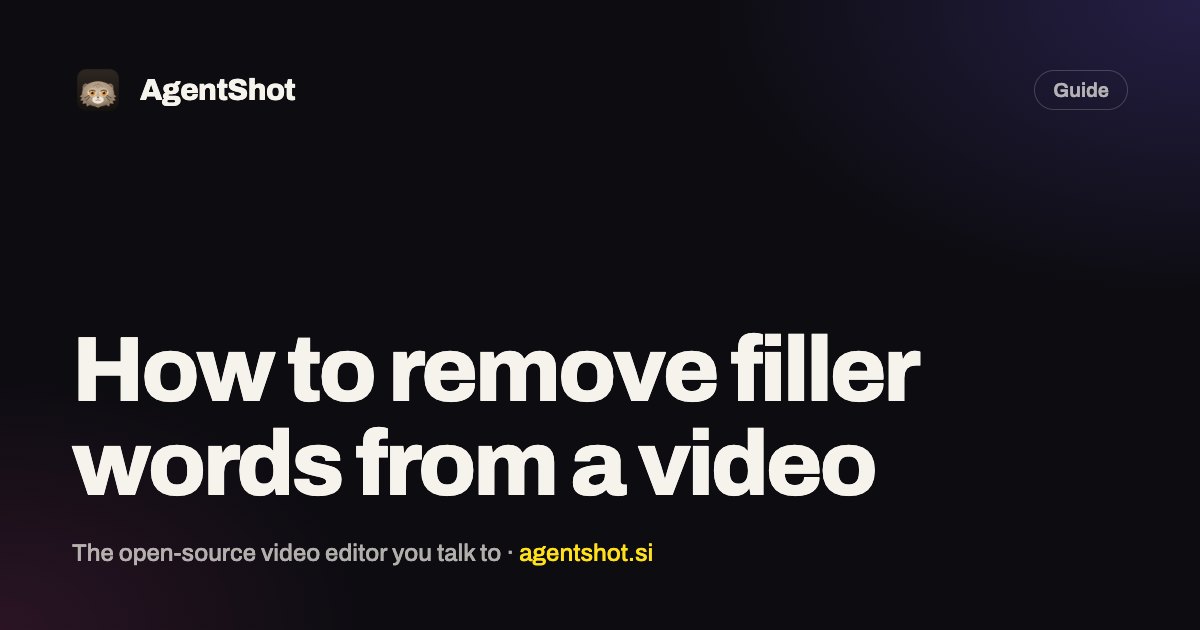 AgentShot
Guide
How to remove filler
words from a video
The open-source video editor you talk to · agentshot.si